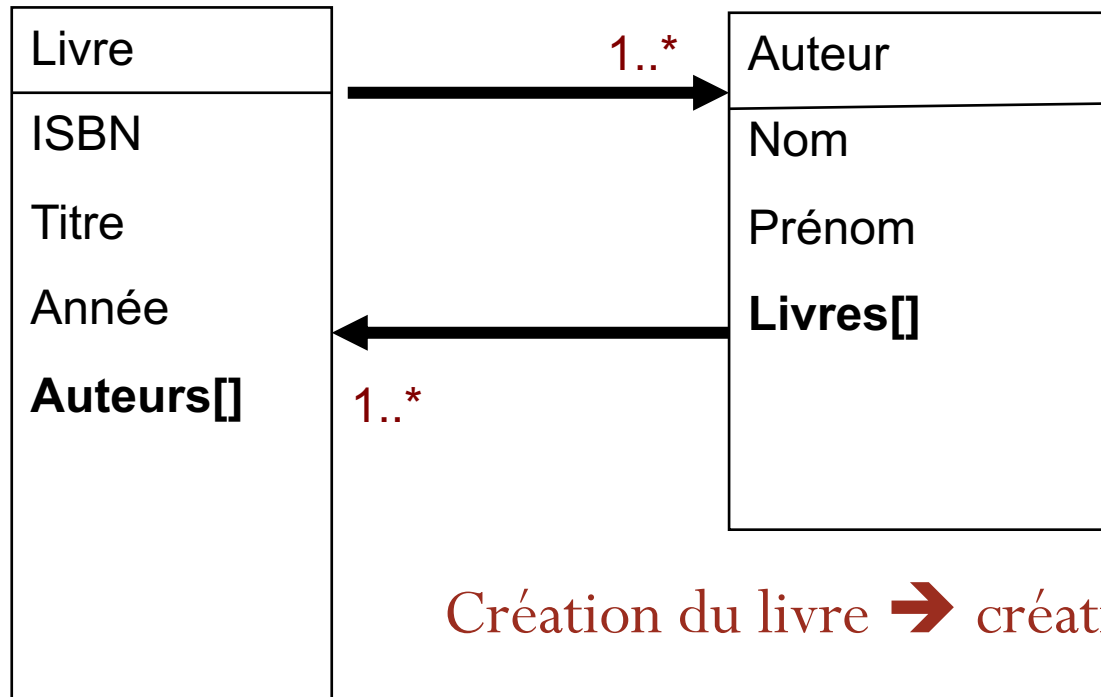 Livre
ISBN
Titre
Année
Auteurs[]
1..*
1..*
Auteur
Nom
Prénom
Livres[]
Création du livre ➔